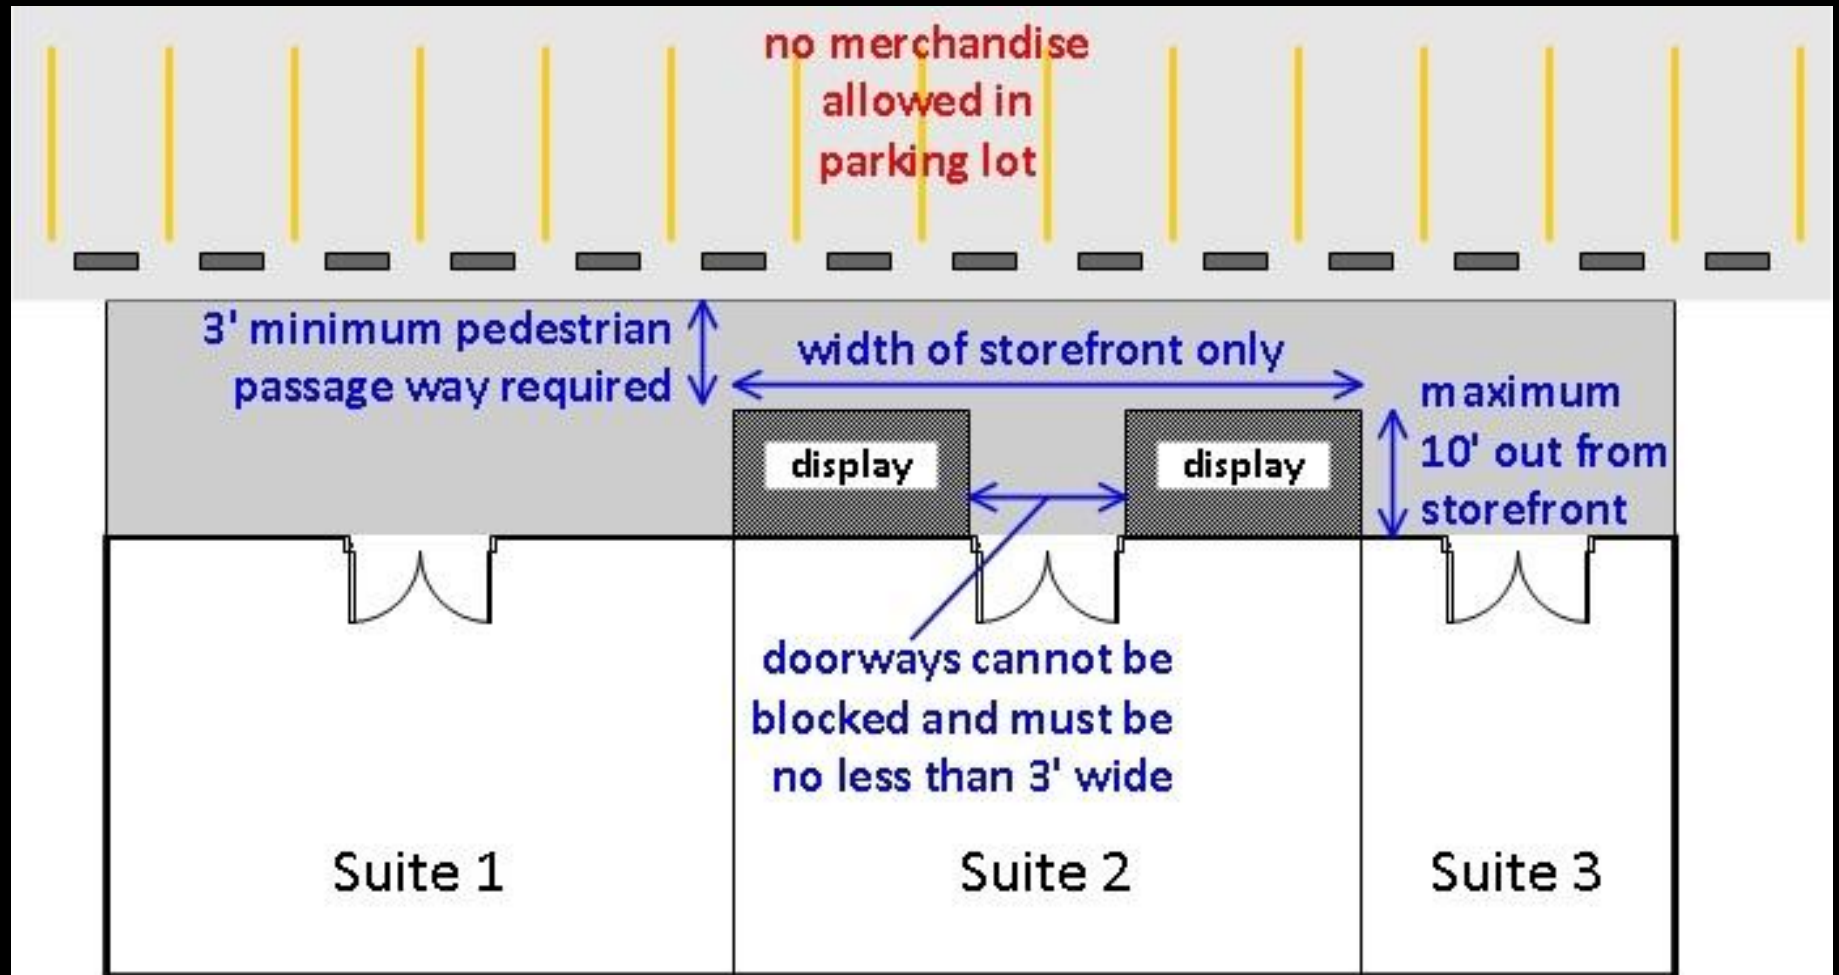 no merchandise
allowed in
parking lot
3' minimum pedestrian
passage way required
width of storefront only
maximum
10' out from
storefront
display
display
doorways cannot be
blocked and must be
no less than 3' wide
Suite 1
Suite 2
Suite 3